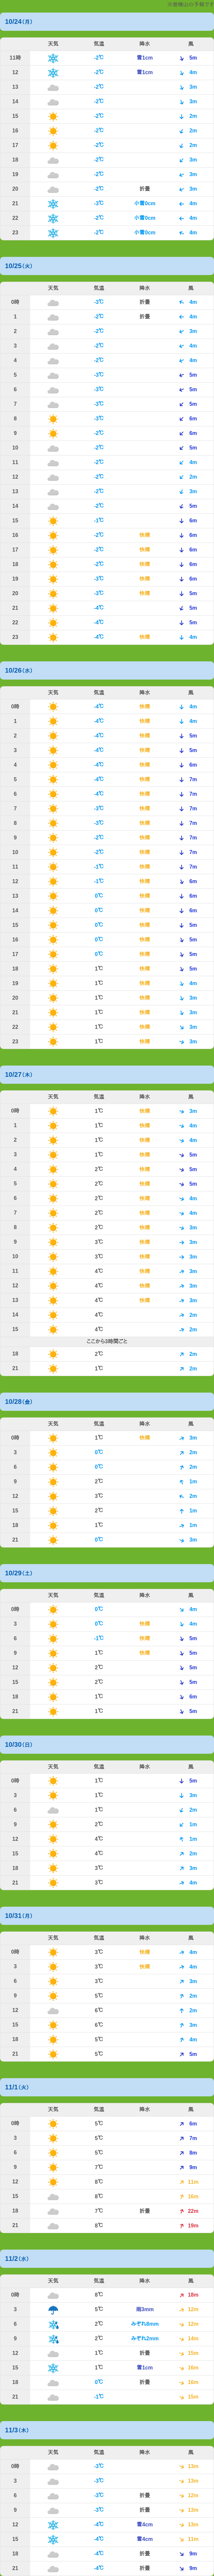 10/24（月）
天気 気温 降水 風
11時 -2℃ 雪1cm 5m
12 -2℃ 雪1cm 4m
13 -2℃ 3m
14 -2℃ 3m
15 -2℃ 2m
16 -2℃ 2m
17 -2℃ 2m
18 -2℃ 3m
19 -2℃ 3m
20 -2℃ 折曇 3m
21 -3℃ 小雪0cm 4m
22 -2℃ 小雪0cm 4m
23 -2℃ 小雪0cm 4m
10/25（火）
天気 気温 降水 風
0時 -3℃ 折曇 4m
1 -2℃ 折曇 4m
2 -2℃ 3m
3 -2℃ 4m
4 -2℃ 4m
5 -3℃ 5m
6 -3℃ 5m
7 -3℃ 5m
8 -3℃ 6m
9 -2℃ 6m
10 -2℃ 5m
11 -2℃ 4m
12 -2℃ 2m
13 -2℃ 3m
14 -2℃ 5m
15 -1℃ 6m
16 -2℃ 快晴 6m
17 -2℃ 快晴 6m
18 -2℃ 快晴 6m
19 -3℃ 快晴 6m
20 -3℃ 快晴 5m
21 -4℃ 5m
22 -4℃ 5m
23 -4℃ 快晴 4m
10/26（水）
天気 気温 降水 風
0時 -4℃ 快晴 4m
1 -4℃ 快晴 4m
2 -4℃ 快晴 5m
3 -4℃ 快晴 5m
4 -4℃ 快晴 6m
5 -4℃ 快晴 7m
6 -4℃ 快晴 7m
7 -3℃ 快晴 7m
8 -3℃ 快晴 7m
9 -2℃ 快晴 7m
10 -2℃ 快晴 7m
11 -1℃ 快晴 7m
12 -1℃ 快晴 6m
13 0℃ 快晴 6m
14 0℃ 快晴 6m
15 0℃ 快晴 5m
16 0℃ 快晴 5m
17 0℃ 快晴 5m
18 1℃ 快晴 5m
19 1℃ 快晴 4m
20 1℃ 快晴 3m
21 1℃ 快晴 3m
22 1℃ 快晴 3m
23 1℃ 快晴 3m
10/27（木）
天気 気温 降水 風
0時 1℃ 快晴 3m
1 1℃ 快晴 4m
2 1℃ 快晴 4m
3 1℃ 快晴 5m
4 2℃ 快晴 5m
5 2℃ 快晴 5m
6 2℃ 快晴 4m
7 2℃ 快晴 4m
8 2℃ 快晴 3m
9 3℃ 快晴 3m
10 3℃ 快晴 3m
11 4℃ 快晴 3m
12 4℃ 快晴 3m
13 4℃ 快晴 3m
14 4℃ 2m
15 4℃ 2m
ここから3時間ごと
18 2℃ 2m
21 1℃ 2m
10/28（金）
天気 気温 降水 風
0時 1℃ 快晴 3m
3 0℃ 2m
6 0℃ 2m
9 2℃ 1m
12 3℃ 2m
15 2℃ 1m
18 1℃ 1m
21 0℃ 3m
10/29（土）
天気 気温 降水 風
0時 0℃ 4m
3 0℃ 快晴 4m
6 -1℃ 快晴 5m
9 1℃ 快晴 5m
12 2℃ 5m
15 2℃ 5m
18 1℃ 6m
21 1℃ 5m
10/30（日）
天気 気温 降水 風
0時 1℃ 5m
3 1℃ 3m
6 1℃ 2m
9 2℃ 1m
12 4℃ 1m
15 4℃ 2m
18 3℃ 3m
21 3℃ 4m
10/31（月）
天気 気温 降水 風
0時 3℃ 快晴 4m
3 3℃ 快晴 4m
6 3℃ 3m
9 5℃ 2m
12 6℃ 2m
15 6℃ 3m
18 5℃ 4m
21 5℃ 5m
11/1（火）
天気 気温 降水 風
0時 5℃ 6m
3 5℃ 7m
6 5℃ 8m
9 7℃ 9m
12 8℃ 11m
15 8℃ 16m
18 7℃ 折曇 22m
21 8℃ 19m
11/2（水）
天気 気温 降水 風
0時 8℃ 18m
3 5℃ 雨3mm 12m
6 2℃ みぞれ8mm 12m
9 2℃ みぞれ2mm 14m
12 1℃ 折曇 15m
15 1℃ 雪1cm 16m
18 0℃ 折曇 16m
21 -1℃ 15m
11/3（木）
天気 気温 降水 風
0時 -3℃ 13m
3 -3℃ 13m
6 -3℃ 折曇 12m
9 -3℃ 折曇 13m
12 -4℃ 雪4cm 13m
15 -4℃ 雪4cm 11m
18 -4℃ 折曇 9m
21 -4℃ 折曇 9m